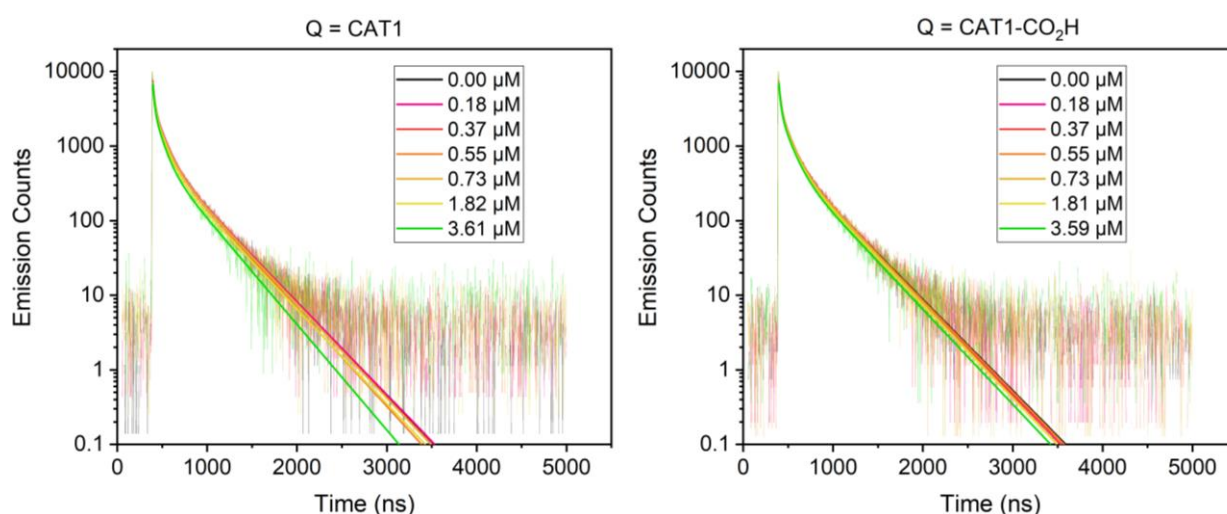 Q = CAT1
Emission Counts
10000
1000
100
10
1
0.1
0.00 µM
0.18 µM
0.37 µM
0.55 µM
0.73 µM
1.82 µM
3.61 µM
0 1000 2000 3000 4000 5000
Time (ns)
Q = CAT1-CO₂H
Emission Counts
10000
1000
100
10
1
0.1
0.00 µM
0.18 µM
0.37 µM
0.55 µM
0.73 µM
1.81 µM
3.59 µM
0 1000 2000 3000 4000 5000
Time (ns)